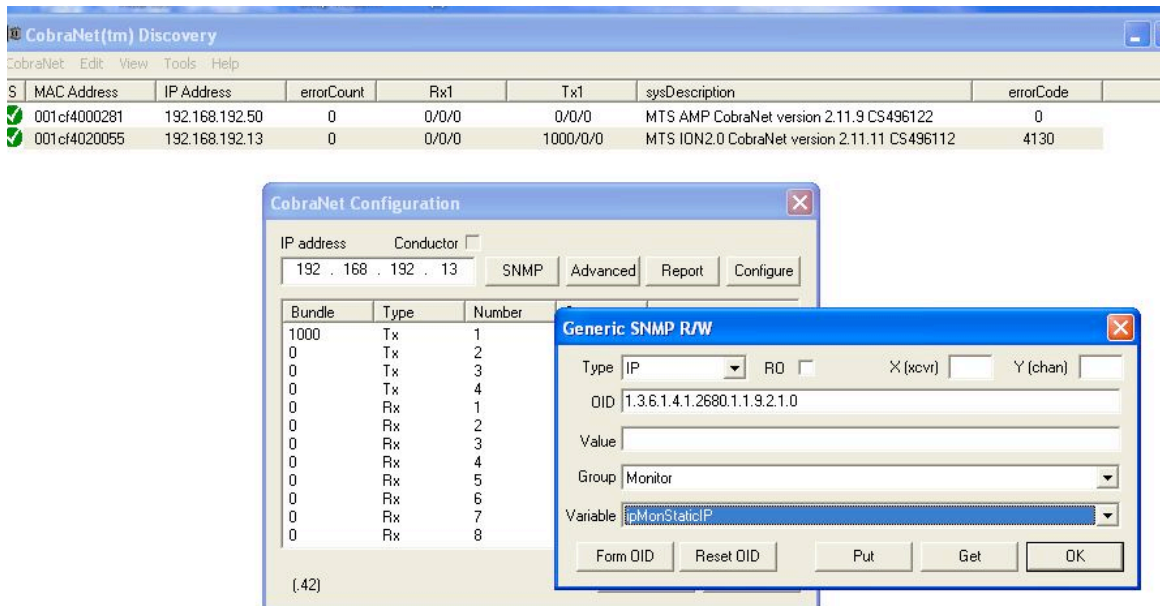 CobraNet(tm) Discovery
CobraNet Edit View Tools Help
S MAC Address IP Address errorCount Rx1 Tx1 sysDescription errorCode
001cf4000281 192.168.192.50 0 0/0/0 0/0/0 MTS AMP CobraNet version 2.11.9 CS496122 0
001cf4020055 192.168.192.13 0 0/0/0 1000/0/0 MTS ION2.0 CobraNet version 2.11.11 CS496112 4130
CobraNet Configuration
IP address Conductor
192 . 168 . 192 . 13 SNMP Advanced Report Configure
Bundle Type Number
1000 Tx 1
0 Tx 2
0 Tx 3
0 Tx 4
0 Rx 1
0 Rx 2
0 Rx 3
0 Rx 4
0 Rx 5
0 Rx 6
0 Rx 7
0 Rx 8
(.42)
Generic SNMP R/W
Type IP RO X (xcvr) Y (chan)
OID 1.3.6.1.4.1.2680.1.1.9.2.1.0
Value
Group Monitor
Variable ipMonStaticIP
Form OID Reset OID Put Get OK